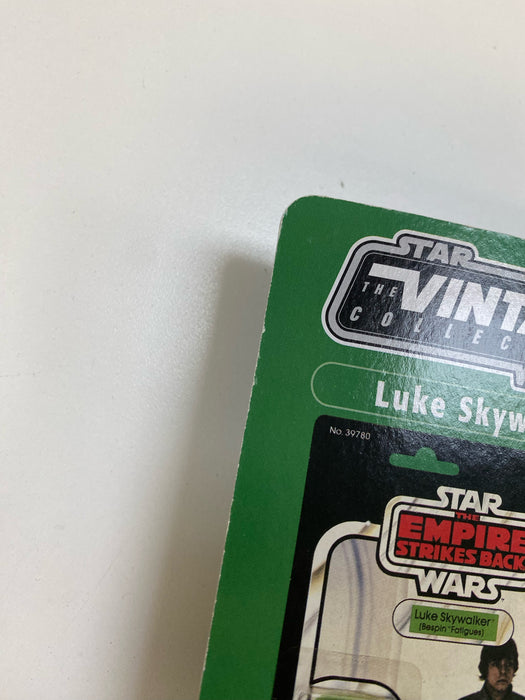 STAR
THE VINTA
COLLEC
Luke Skyw
No. 39780
STAR
THE
EMPIRE
STRIKES BACK
WARS
Luke Skywalker
(Bespin "Fatigues)